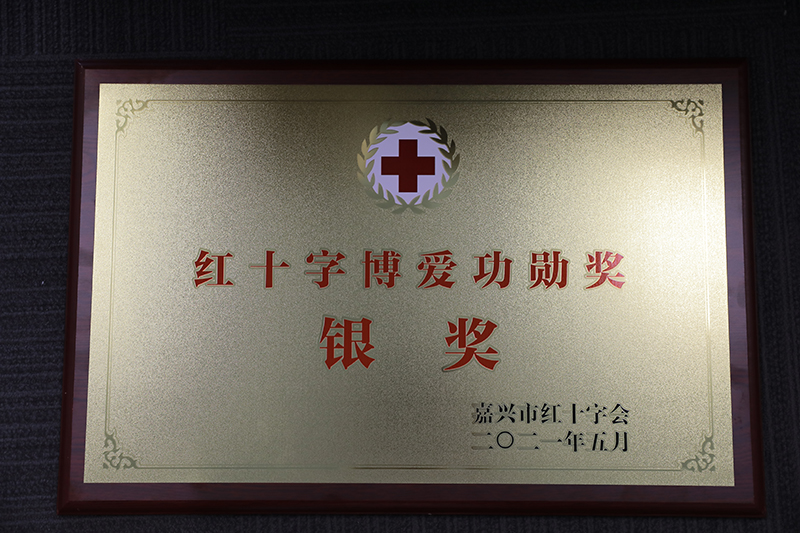 红十字博爱功勋奖
银 奖
嘉兴市红十字会
二〇二一年五月